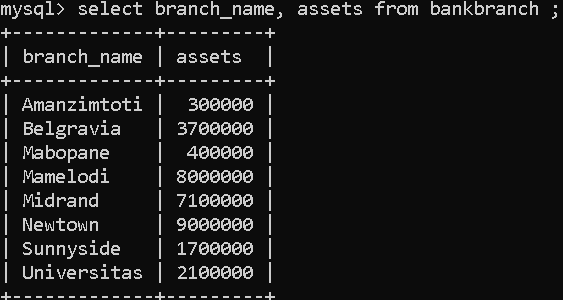 mysql> select branch_name, assets from bankbranch ;
+-------------+---------+
| branch_name | assets  |
+-------------+---------+
| Amanzimtoti |  300000 |
| Belgravia   | 3700000 |
| Mabopane    |  400000 |
| Mamelodi    | 8000000 |
| Midrand     | 7100000 |
| Newtown     | 9000000 |
| Sunnyside   | 1700000 |
| Universitas | 2100000 |
+-------------+---------+